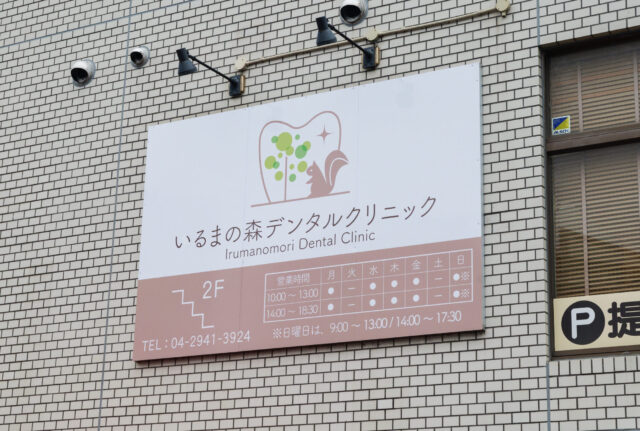 いるまの森デンタルクリニック
Irumanomori Dental Clinic
2F
TEL：04-2941-3924
営業時間 月 火 水 木 金 土 日
10:00～13:00 ● － ● ● ● － ●※
14:00～18:30 ● － ● ● ● － ●※
※日曜日は、9:00～13:00 / 14:00～17:30
P 提